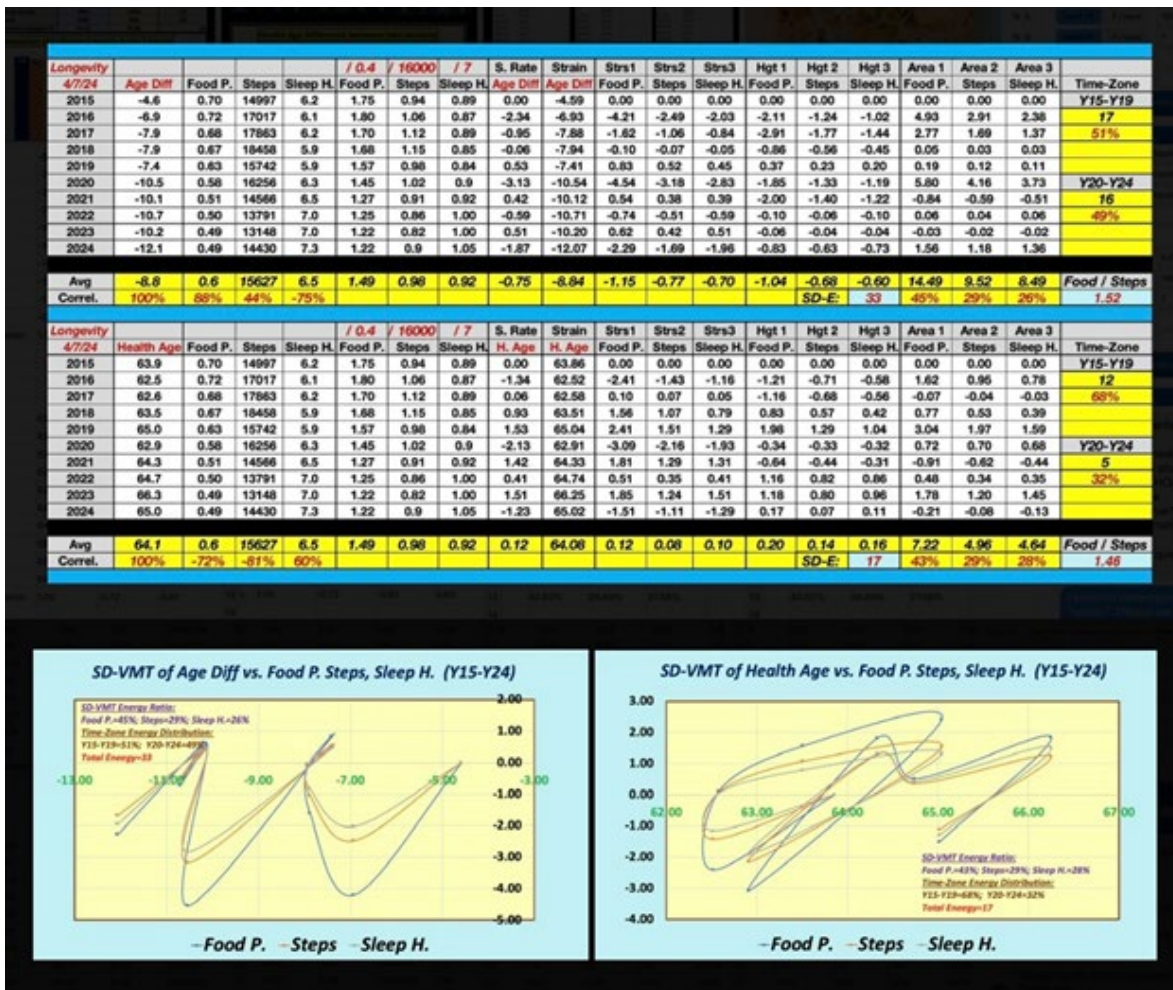 Longevity / 0.4 / 16000 / 7 S. Rate Strain Strs1 Strs2 Strs3 Hgt 1 Hgt 2 Hgt 3 Area 1 Area 2 Area 3
4/7/24 Age Diff Food P. Steps Sleep H. Food P. Steps Sleep H. Age Diff Age Diff Food P. Steps Sleep H. Food P. Steps Sleep H. Food P. Steps Sleep H. Time-Zone
2015 -4.6 0.70 14997 6.2 1.75 0.94 0.89 0.00 -4.59 0.00 0.00 0.00 0.00 0.00 0.00 0.00 0.00 0.00 Y15-Y19
2016 -6.9 0.72 17017 6.1 1.80 1.06 0.87 -2.34 -6.93 -4.21 -2.49 -2.03 -2.11 -1.24 -1.02 4.93 2.91 2.38 17
2017 -7.9 0.68 17863 6.2 1.70 1.12 0.89 -0.95 -7.88 -1.62 -1.06 -0.84 -2.91 -1.77 -1.44 2.77 1.69 1.37 51%
2018 -7.9 0.67 18458 5.9 1.68 1.15 0.85 -0.06 -7.94 -0.10 -0.07 -0.05 -0.86 -0.56 -0.45 0.05 0.03 0.03
2019 -7.4 0.63 15742 5.9 1.57 0.98 0.84 0.53 -7.41 0.83 0.52 0.45 0.37 0.23 0.20 0.19 0.12 0.11
2020 -10.5 0.58 16256 6.3 1.45 1.02 0.9 -3.13 -10.54 -4.54 -3.18 -2.83 -1.85 -1.33 -1.19 5.80 4.16 3.73 Y20-Y24
2021 -10.1 0.51 14566 6.5 1.27 0.91 0.92 0.42 -10.12 0.54 0.38 0.39 -2.00 -1.40 -1.22 -0.84 -0.59 -0.51 16
2022 -10.7 0.50 13791 7.0 1.25 0.86 1.00 -0.59 -10.71 -0.74 -0.51 -0.59 -0.10 -0.06 -0.10 0.06 0.04 0.06 49%
2023 -10.2 0.49 13148 7.0 1.22 0.82 1.00 0.51 -10.20 0.62 0.42 0.51 -0.06 -0.04 -0.04 -0.03 -0.02 -0.02
2024 -12.1 0.49 14430 7.3 1.22 0.9 1.05 -1.87 -12.07 -2.29 -1.69 -1.96 -0.83 -0.63 -0.73 1.56 1.18 1.36
Avg -8.8 0.6 15627 6.5 1.49 0.98 0.92 -0.75 -8.84 -1.15 -0.77 -0.70 -1.04 -0.68 -0.60 14.49 9.52 8.49 Food / Steps
Correl. 100% 88% 44% -75% SD-E: 33 45% 29% 26% 1.52
Longevity / 0.4 / 16000 / 7 S. Rate Strain Strs1 Strs2 Strs3 Hgt 1 Hgt 2 Hgt 3 Area 1 Area 2 Area 3
4/7/24 Health Age Food P. Steps Sleep H. Food P. Steps Sleep H. H. Age H. Age Food P. Steps Sleep H. Food P. Steps Sleep H. Food P. Steps Sleep H. Time-Zone
2015 63.9 0.70 14997 6.2 1.75 0.94 0.89 0.00 63.86 0.00 0.00 0.00 0.00 0.00 0.00 0.00 0.00 0.00 Y15-Y19
2016 62.5 0.72 17017 6.1 1.80 1.06 0.87 -1.34 62.52 -2.41 -1.43 -1.16 -1.21 -0.71 -0.58 1.62 0.95 0.78 12
2017 62.6 0.68 17863 6.2 1.70 1.12 0.89 0.06 62.58 0.10 0.07 0.05 -1.16 -0.68 -0.56 -0.07 -0.04 -0.03 68%
2018 63.5 0.67 18458 5.9 1.68 1.15 0.85 0.93 63.51 1.56 1.07 0.79 0.83 0.57 0.42 0.77 0.53 0.39
2019 65.0 0.63 15742 5.9 1.57 0.98 0.84 1.53 65.04 2.41 1.51 1.29 1.98 1.29 1.04 3.04 1.97 1.59
2020 62.9 0.58 16256 6.3 1.45 1.02 0.9 -2.13 62.91 -3.09 -2.16 -1.93 -0.34 -0.33 -0.32 0.72 0.70 0.68 Y20-Y24
2021 64.3 0.51 14566 6.5 1.27 0.91 0.92 1.42 64.33 1.81 1.29 1.31 -0.64 -0.44 -0.31 -0.91 -0.62 -0.44 5
2022 64.7 0.50 13791 7.0 1.25 0.86 1.00 0.41 64.74 0.51 0.35 0.41 1.16 0.82 0.86 0.48 0.34 0.35 32%
2023 66.3 0.49 13148 7.0 1.22 0.82 1.00 1.51 66.25 1.85 1.24 1.51 1.18 0.80 0.96 1.78 1.20 1.45
2024 65.0 0.49 14430 7.3 1.22 0.9 1.05 -1.23 65.02 -1.51 -1.11 -1.29 0.17 0.07 0.11 -0.21 -0.08 -0.13
Avg 64.1 0.6 15627 6.5 1.49 0.98 0.92 0.12 64.08 0.12 0.08 0.10 0.20 0.14 0.16 7.22 4.96 4.64 Food / Steps
Correl. 100% -72% -81% 60% SD-E: 17 43% 29% 28% 1.46
SD-VMT of Age Diff vs. Food P. Steps, Sleep H. (Y15-Y24)
SD-VMT Energy Ratio:
Food P.=45%; Steps=29%; Sleep H.=26%
Time-Zone Energy Distribution:
Y15-Y19=51%; Y20-Y24=49%
Total Eneegy=33
2.00
1.00
0.00
-13.00 -11.00 -9.00 -7.00 -5.00 -3.00
-1.00
-2.00
-3.00
-4.00
-5.00
Food P. Steps Sleep H.
SD-VMT of Health Age vs. Food P. Steps, Sleep H. (Y15-Y24)
3.00
2.00
1.00
0.00
62.00 63.00 64.00 65.00 66.00 67.00
-1.00
-2.00
-3.00
-4.00
SD-VMT Energy Ratio:
Food P.=43%; Steps=29%; Sleep H.=28%
Time-Zone Energy Distribution:
Y15-Y19=68%; Y20-Y24=32%
Total Eneegy=17
Food P. Steps Sleep H.